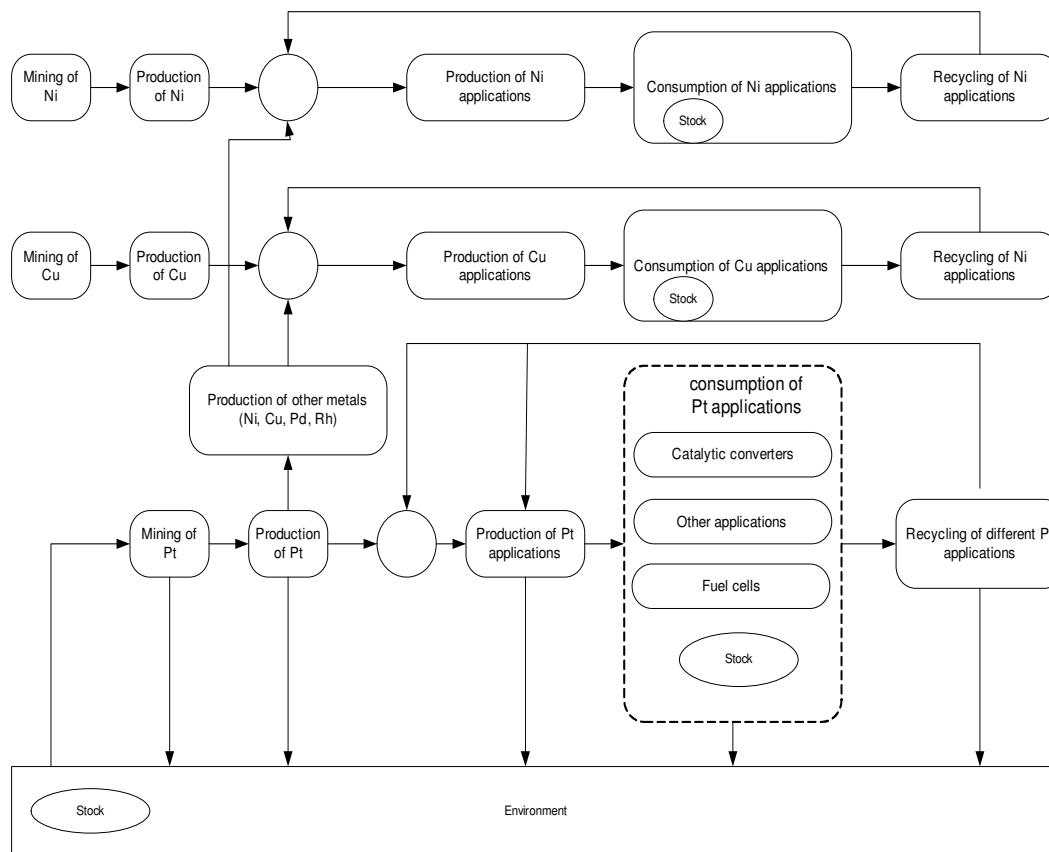 Mining of
Ni
Production
of Ni
Production of Ni
applications
Consumption of Ni applications
Stock
Recycling of Ni
applications
Mining of
Cu
Production
of Cu
Production of Cu
applications
Consumption of Cu applications
Stock
Recycling of Ni
applications
Production of other metals
(Ni, Cu, Pd, Rh)
consumption of
Pt applications
Catalytic converters
Other applications
Fuel cells
Stock
Mining of
Pt
Production
of Pt
Production of Pt
applications
Recycling of different P
applications
Stock
Environment